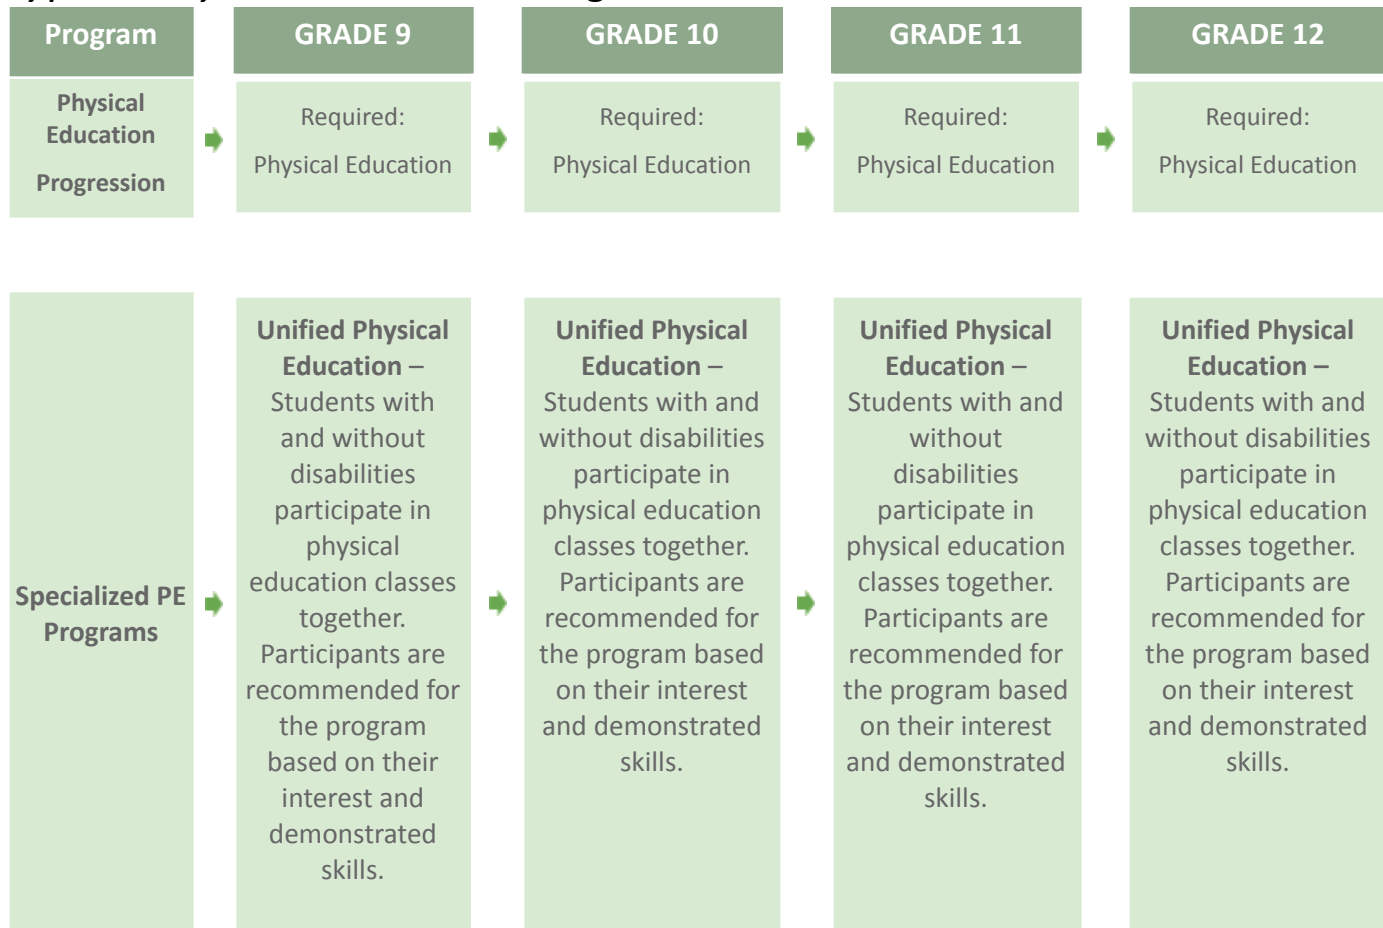 Program
GRADE 9
GRADE 10
GRADE 11
GRADE 12
Physical
Education
Progression
Required:
Physical Education
Required:
Physical Education
Required:
Physical Education
Required:
Physical Education
Specialized PE
Programs
Unified Physical
Education –
Students with
and without
disabilities
participate in
physical
education classes
together.
Participants are
recommended for
the program
based on their
interest and
demonstrated
skills.
Unified Physical
Education –
Students with and
without disabilities
participate in
physical education
classes together.
Participants are
recommended for
the program based
on their interest
and demonstrated
skills.
Unified Physical
Education –
Students with and
without
disabilities
participate in
physical education
classes together.
Participants are
recommended for
the program based
on their interest
and demonstrated
skills.
Unified Physical
Education –
Students with and
without disabilities
participate in
physical education
classes together.
Participants are
recommended for
the program based
on their interest
and demonstrated
skills.